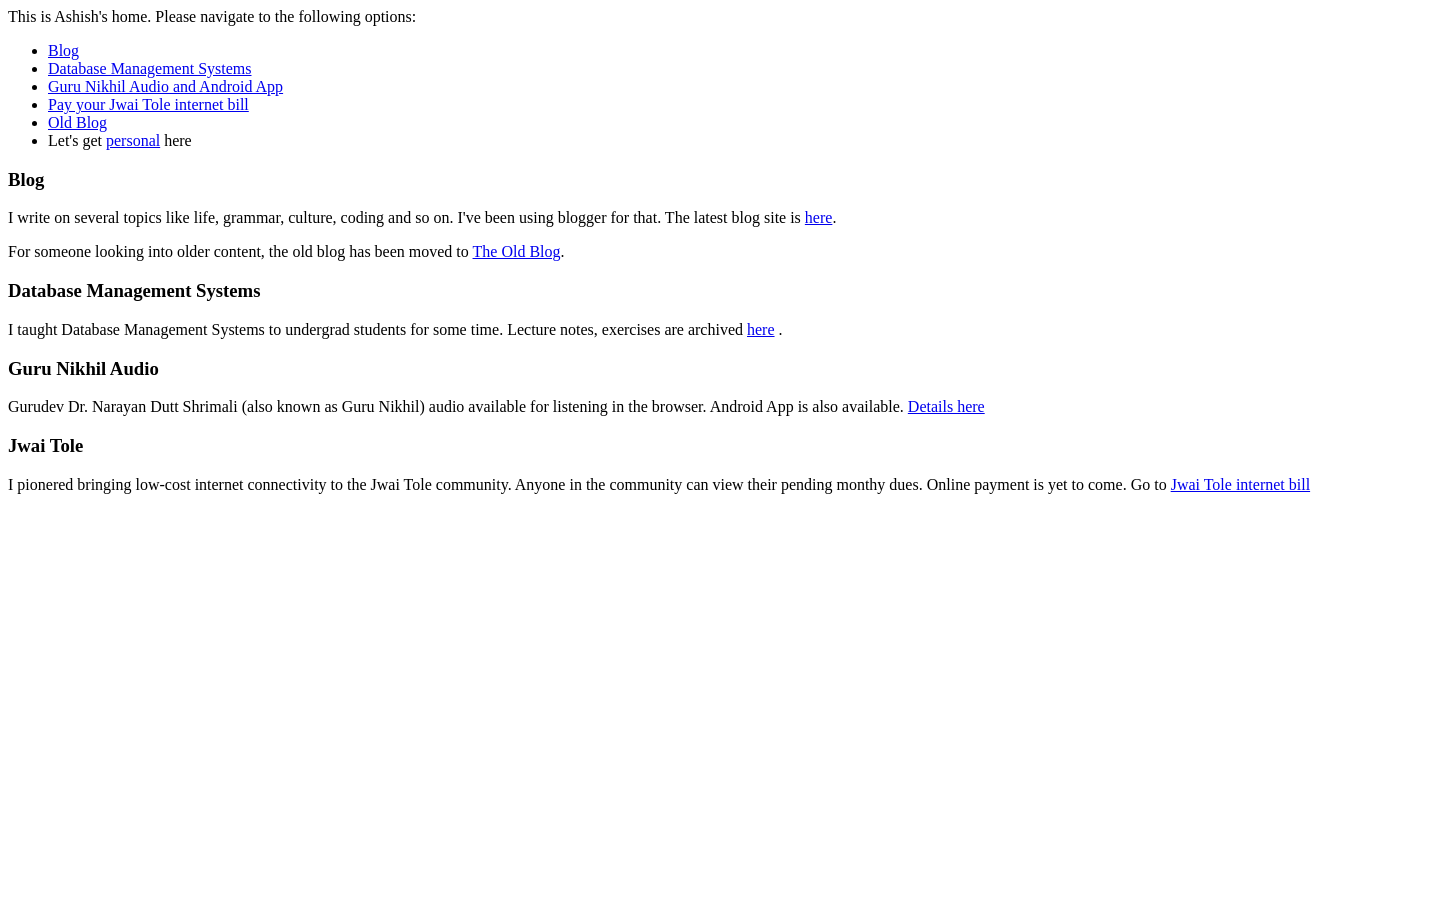 This is Ashish's home. Please navigate to the following options:
Blog
Database Management Systems
Guru Nikhil Audio and Android App
Pay your Jwai Tole internet bill
Old Blog
Let's get personal here
Blog
I write on several topics like life, grammar, culture, coding and so on. I've been using blogger for that. The latest blog site is here.
For someone looking into older content, the old blog has been moved to The Old Blog.
Database Management Systems
I taught Database Management Systems to undergrad students for some time. Lecture notes, exercises are archived here .
Guru Nikhil Audio
Gurudev Dr. Narayan Dutt Shrimali (also known as Guru Nikhil) audio available for listening in the browser. Android App is also available. Details here
Jwai Tole
I pionered bringing low-cost internet connectivity to the Jwai Tole community. Anyone in the community can view their pending monthy dues. Online payment is yet to come. Go to Jwai Tole internet bill